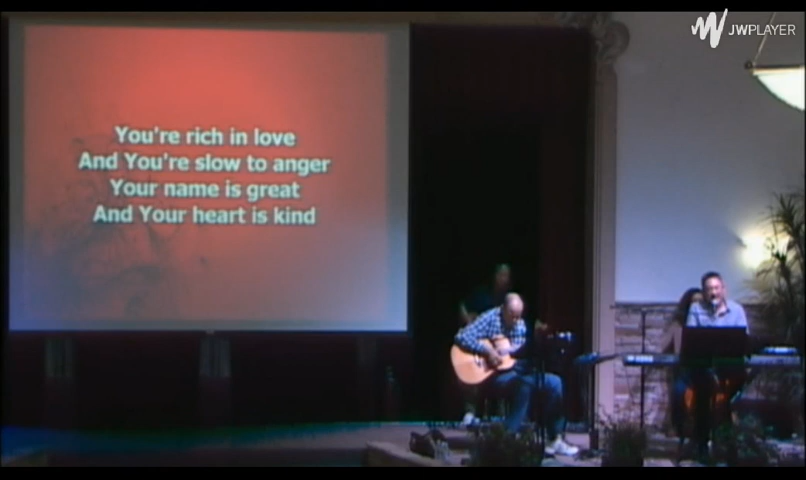 JWPLAYER
You're rich in love
And You're slow to anger
Your name is great
And Your heart is kind